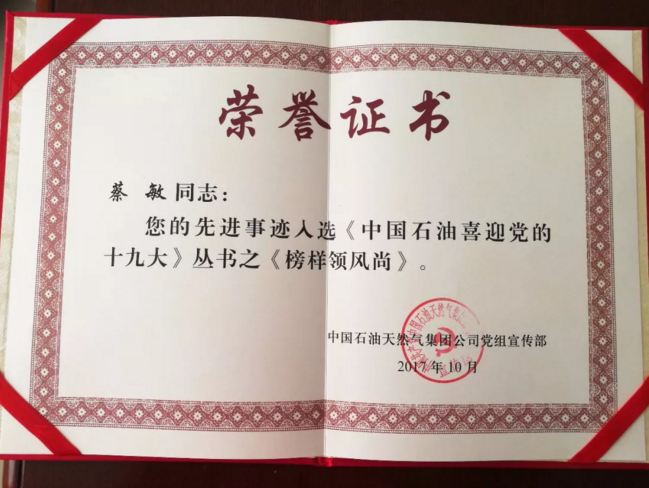 荣誉证书
蔡敏同志：
您的先进事迹入选《中国石油喜迎党的
十九大》丛书之《榜样领风尚》。
中国石油天然气集团公司党组宣传部
2017年10月